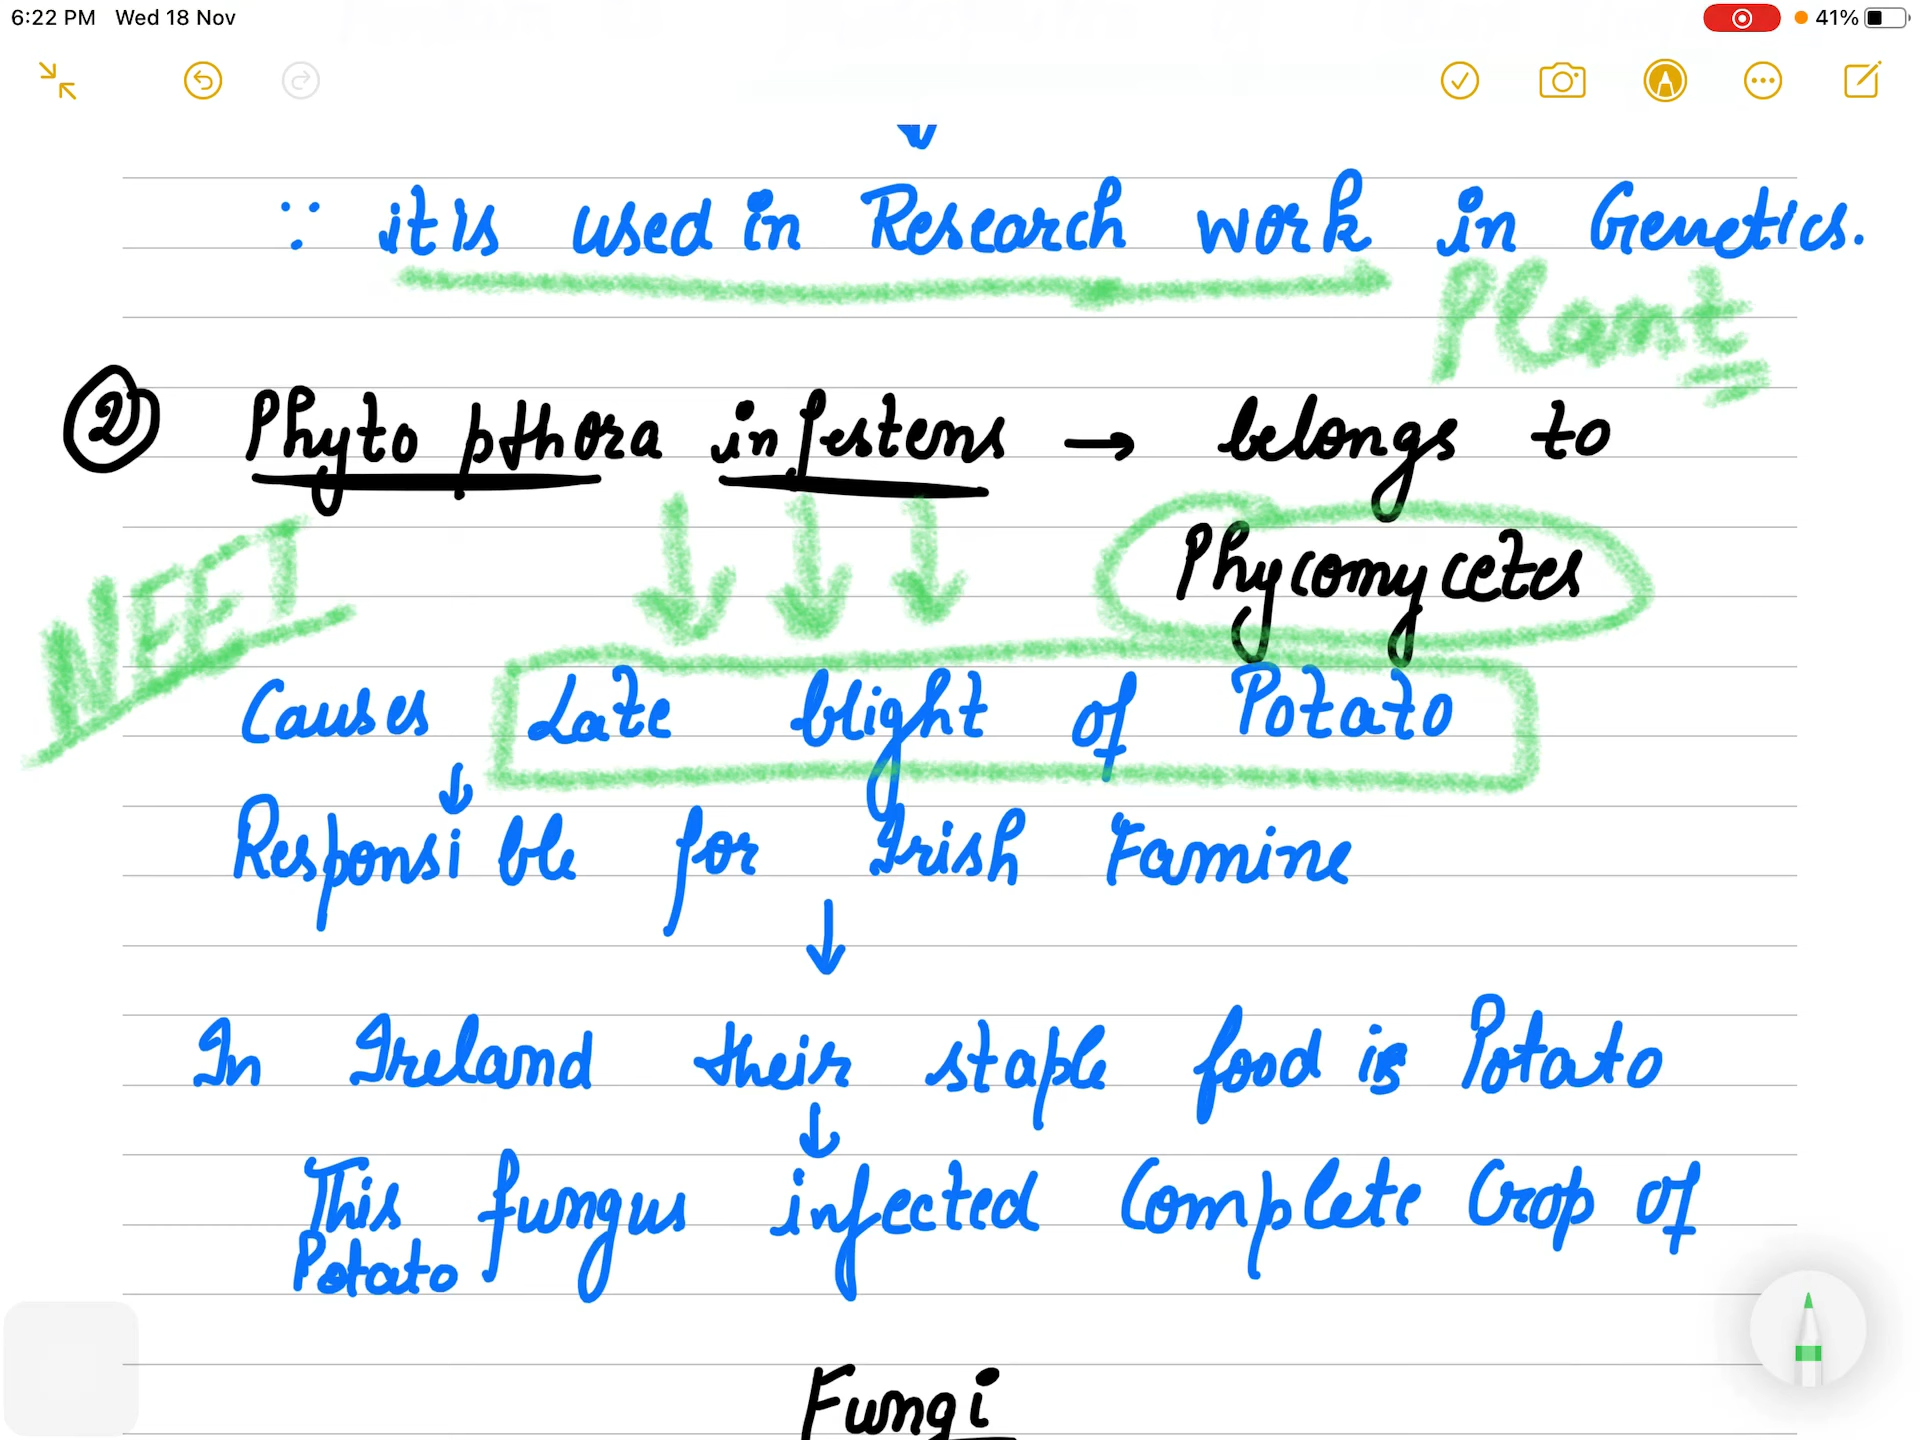 6:22 PM Wed 18 Nov 41%
∵ it is used in Research work in Genetics.
Plant
② Phyto pthora infestens → belongs to
Phycomycetes
NEET
Causes Late blight of Potato
↓
Responsible for Irish Famine
↓
In Ireland their staple food is Potato
↓
This fungus infected Complete Crop of
Potato
Fungi